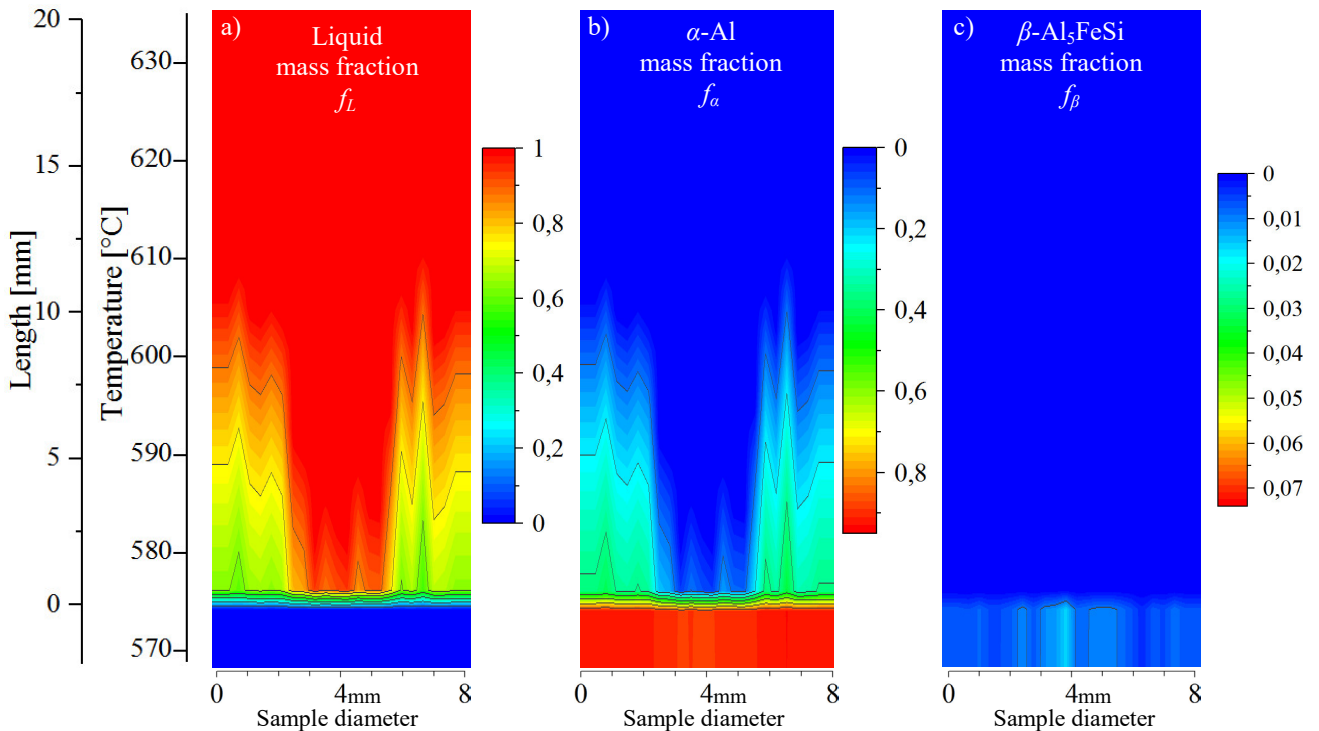 Length [mm]
20
15
10
5
0
Temperature [°C]
630
620
610
600
590
580
570
a)
Liquid
mass fraction
fL
1
0,8
0,6
0,4
0,2
0
0
4mm
8
Sample diameter
b)
α-Al
mass fraction
fα
0
0,2
0,4
0,6
0,8
0
4mm
8
Sample diameter
c)
β-Al₅FeSi
mass fraction
fβ
0
0,01
0,02
0,03
0,04
0,05
0,06
0,07
0
4mm
8
Sample diameter